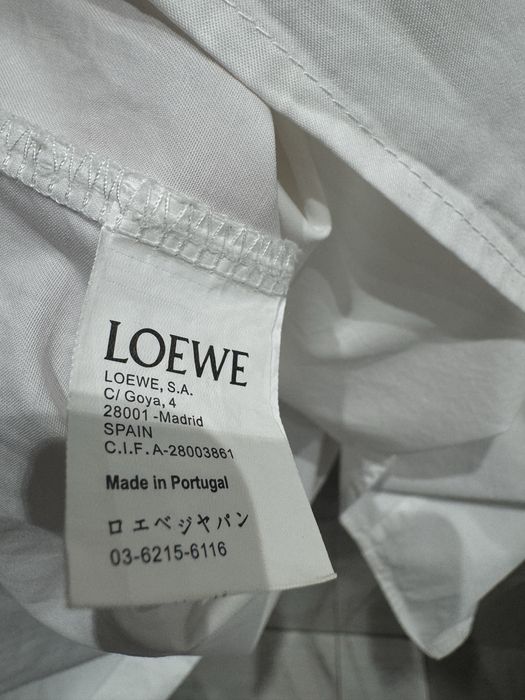 LOEWE
LOEWE, S.A.
C/ Goya, 4
28001 -Madrid
SPAIN
C.I.F. A-28003861
Made in Portugal
ロエベジヤパン
03-6215-6116